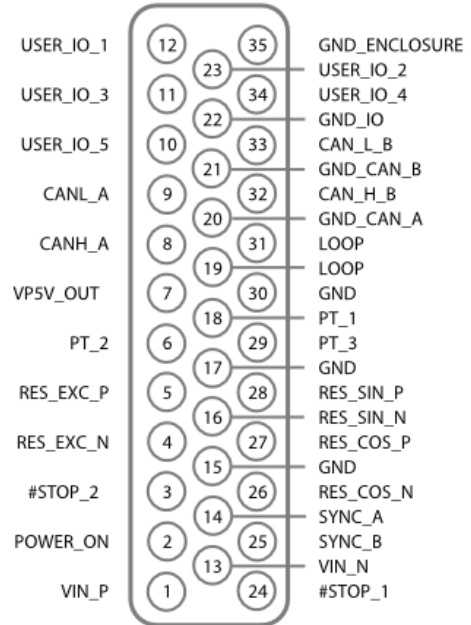 USER_IO_1 12 35 GND_ENCLOSURE
23 USER_IO_2
USER_IO_3 11 34 USER_IO_4
22 GND_IO
USER_IO_5 10 33 CAN_L_B
21 GND_CAN_B
CANL_A 9 32 CAN_H_B
20 GND_CAN_A
CANH_A 8 31 LOOP
19 LOOP
VP5V_OUT 7 30 GND
18 PT_1
PT_2 6 29 PT_3
17 GND
RES_EXC_P 5 28 RES_SIN_P
16 RES_SIN_N
RES_EXC_N 4 27 RES_COS_P
15 GND
#STOP_2 3 26 RES_COS_N
14 SYNC_A
POWER_ON 2 25 SYNC_B
13 VIN_N
VIN_P 1 24 #STOP_1